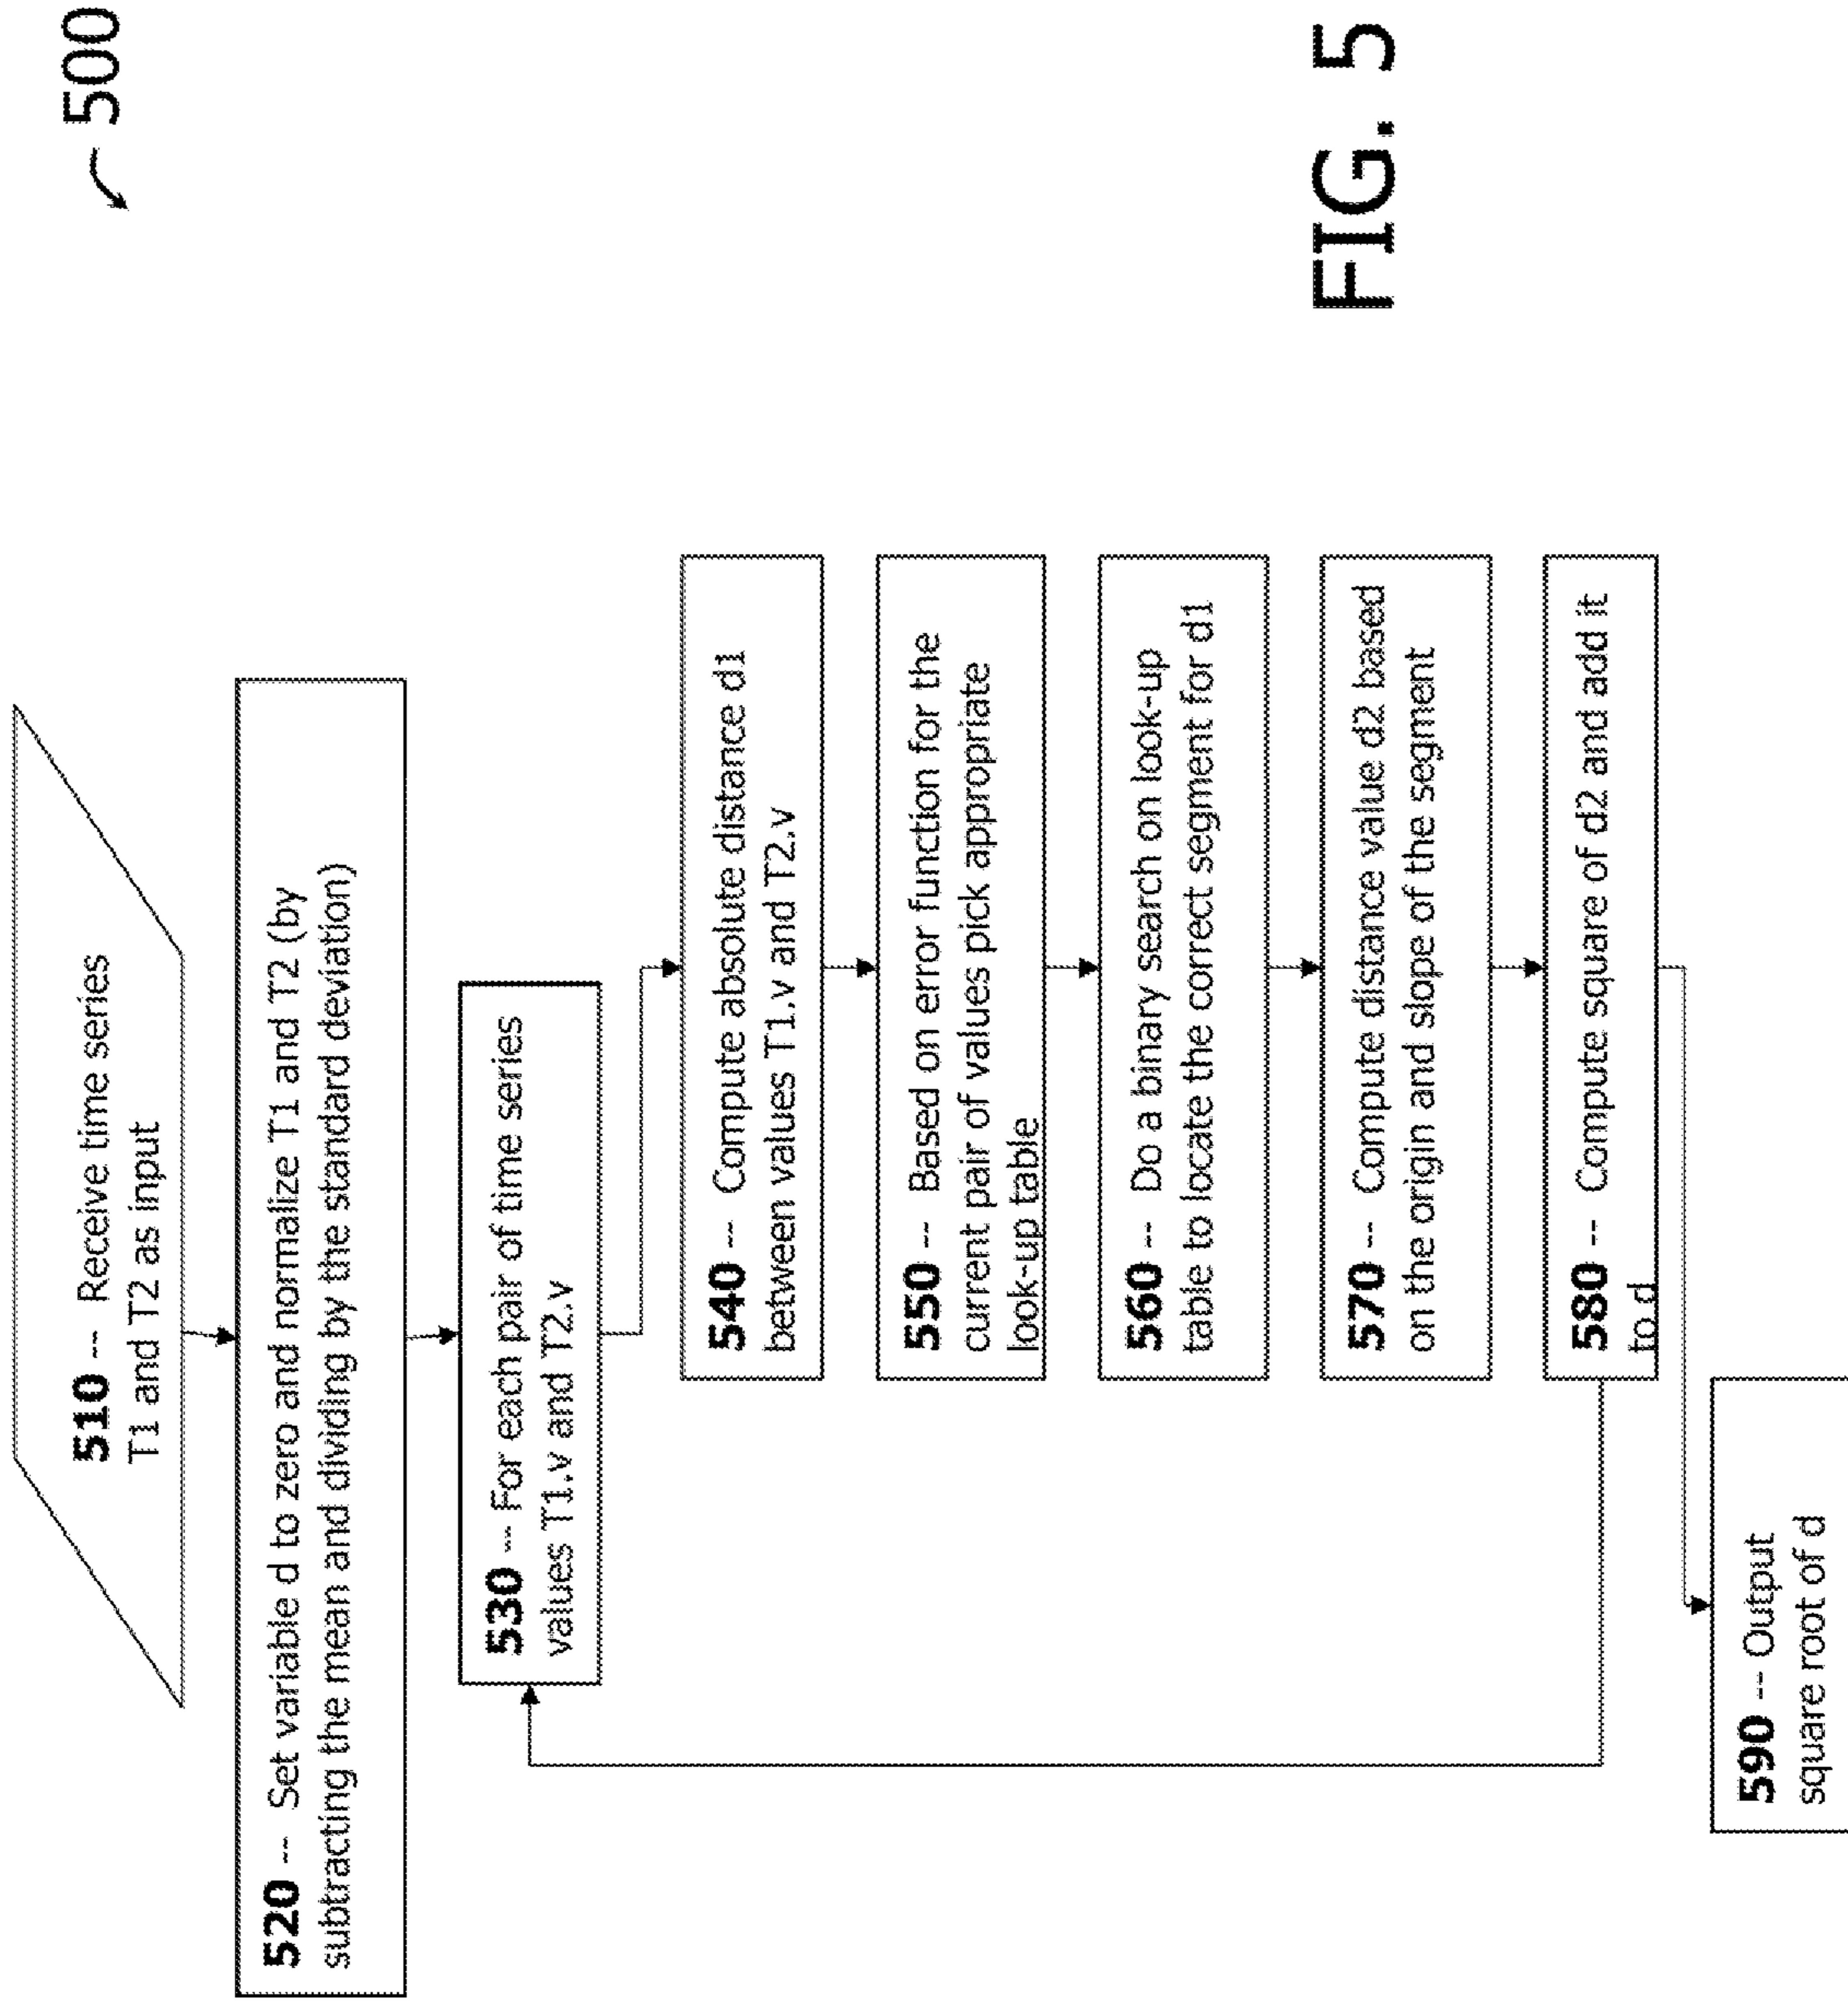 500
510 -- Receive time series
T1 and T2 as input
520 -- Set variable d to zero and normalize T1 and T2 (by
subtracting the mean and dividing by the standard deviation)
530 -- For each pair of time series
values T1.v and T2.v
540 -- Compute absolute distance d1
between values T1.v and T2.v
550 -- Based on error function for the
current pair of values pick appropriate
look-up table
560 -- Do a binary search on look-up
table to locate the correct segment for d1
570 -- Compute distance value d2 based
on the origin and slope of the segment
580 -- Compute square of d2 and add it
to d
590 -- Output
square root of d
FIG. 5